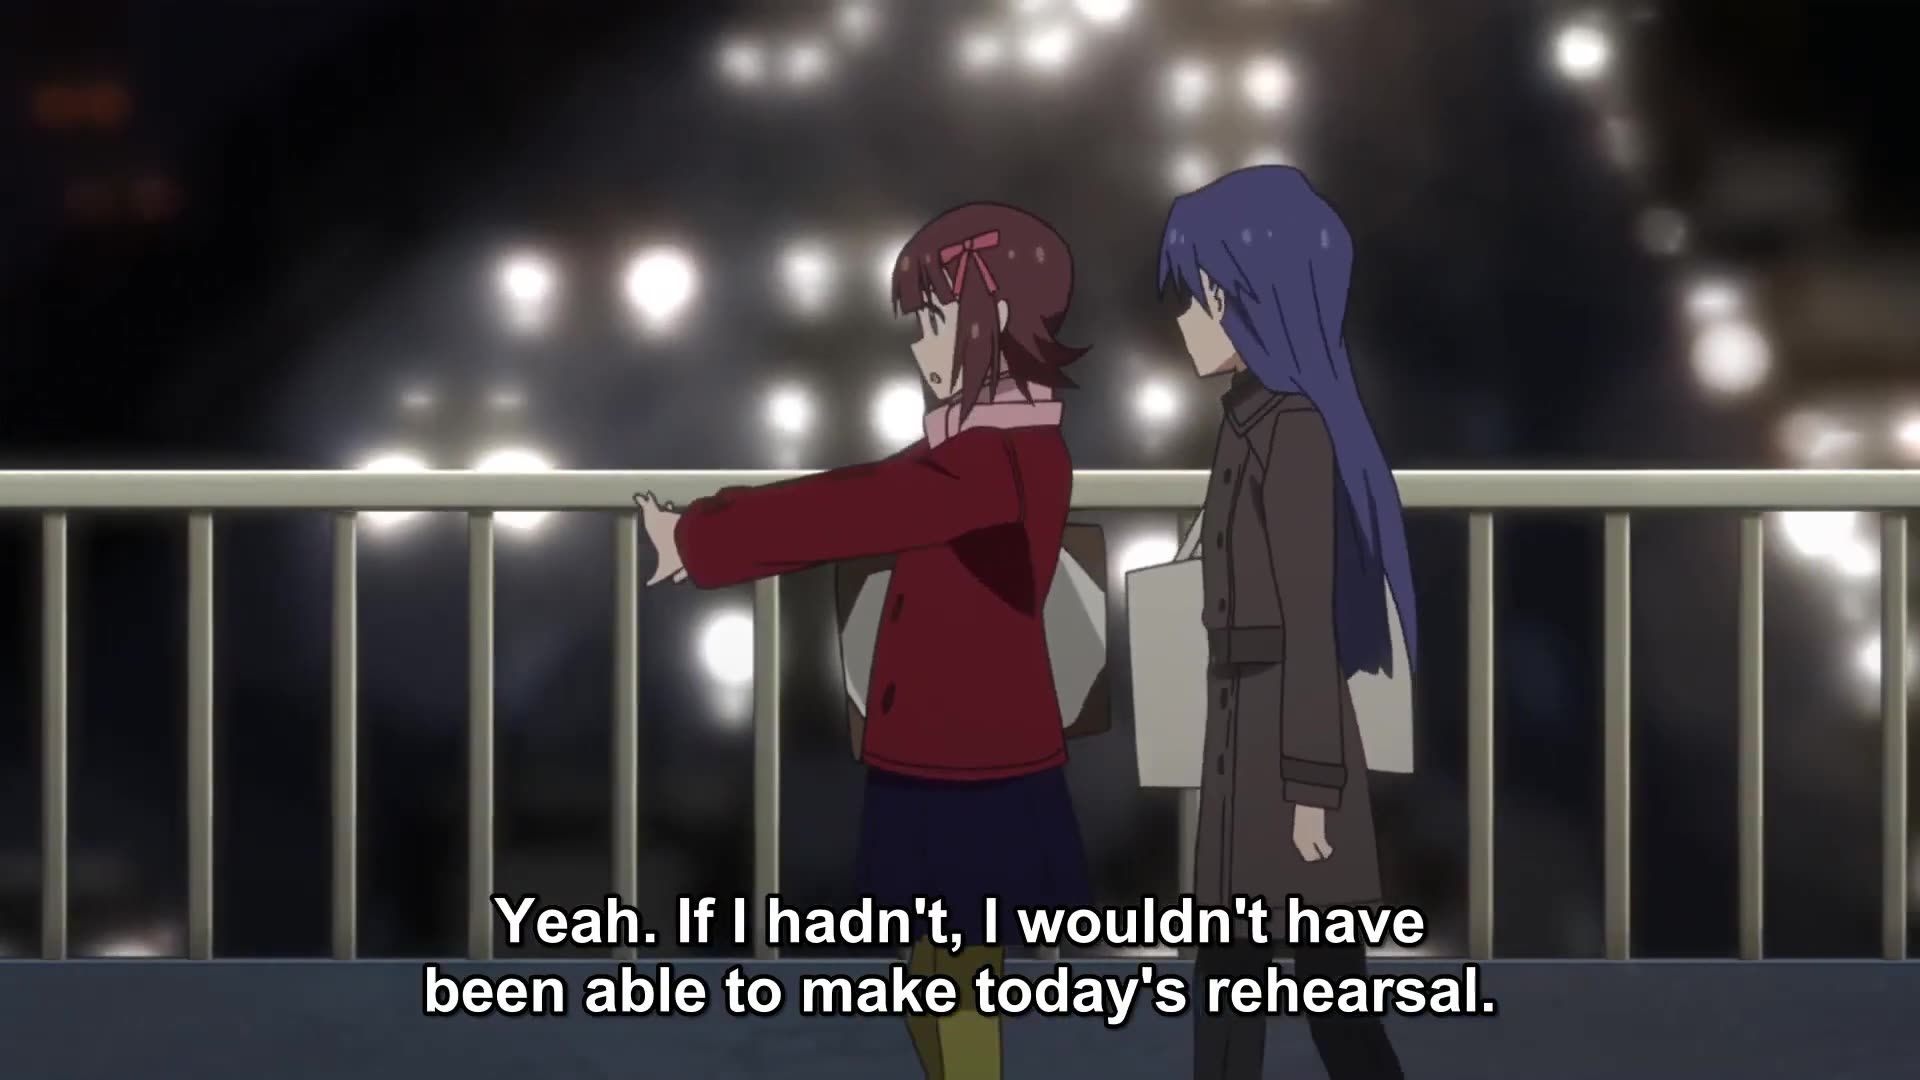 Yeah. If I hadn't, I wouldn't have
been able to make today's rehearsal.